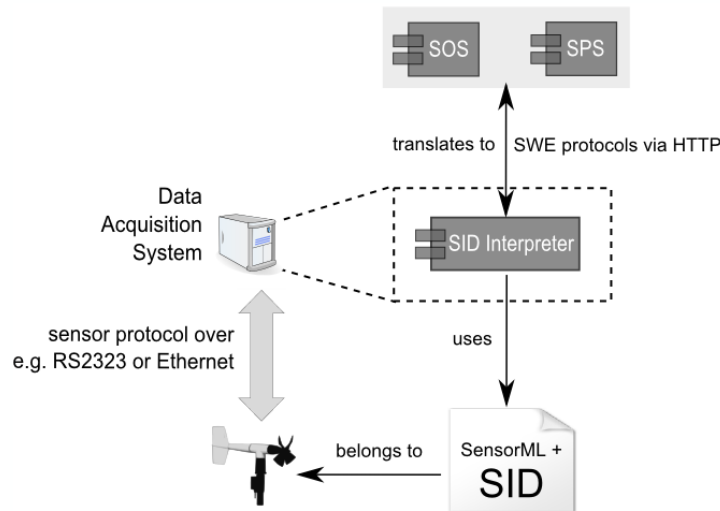 SOS
SPS
translates to
SWE protocols via HTTP
Data
Acquisition
System
SID Interpreter
sensor protocol over
e.g. RS2323 or Ethernet
uses
belongs to
SensorML +
SID